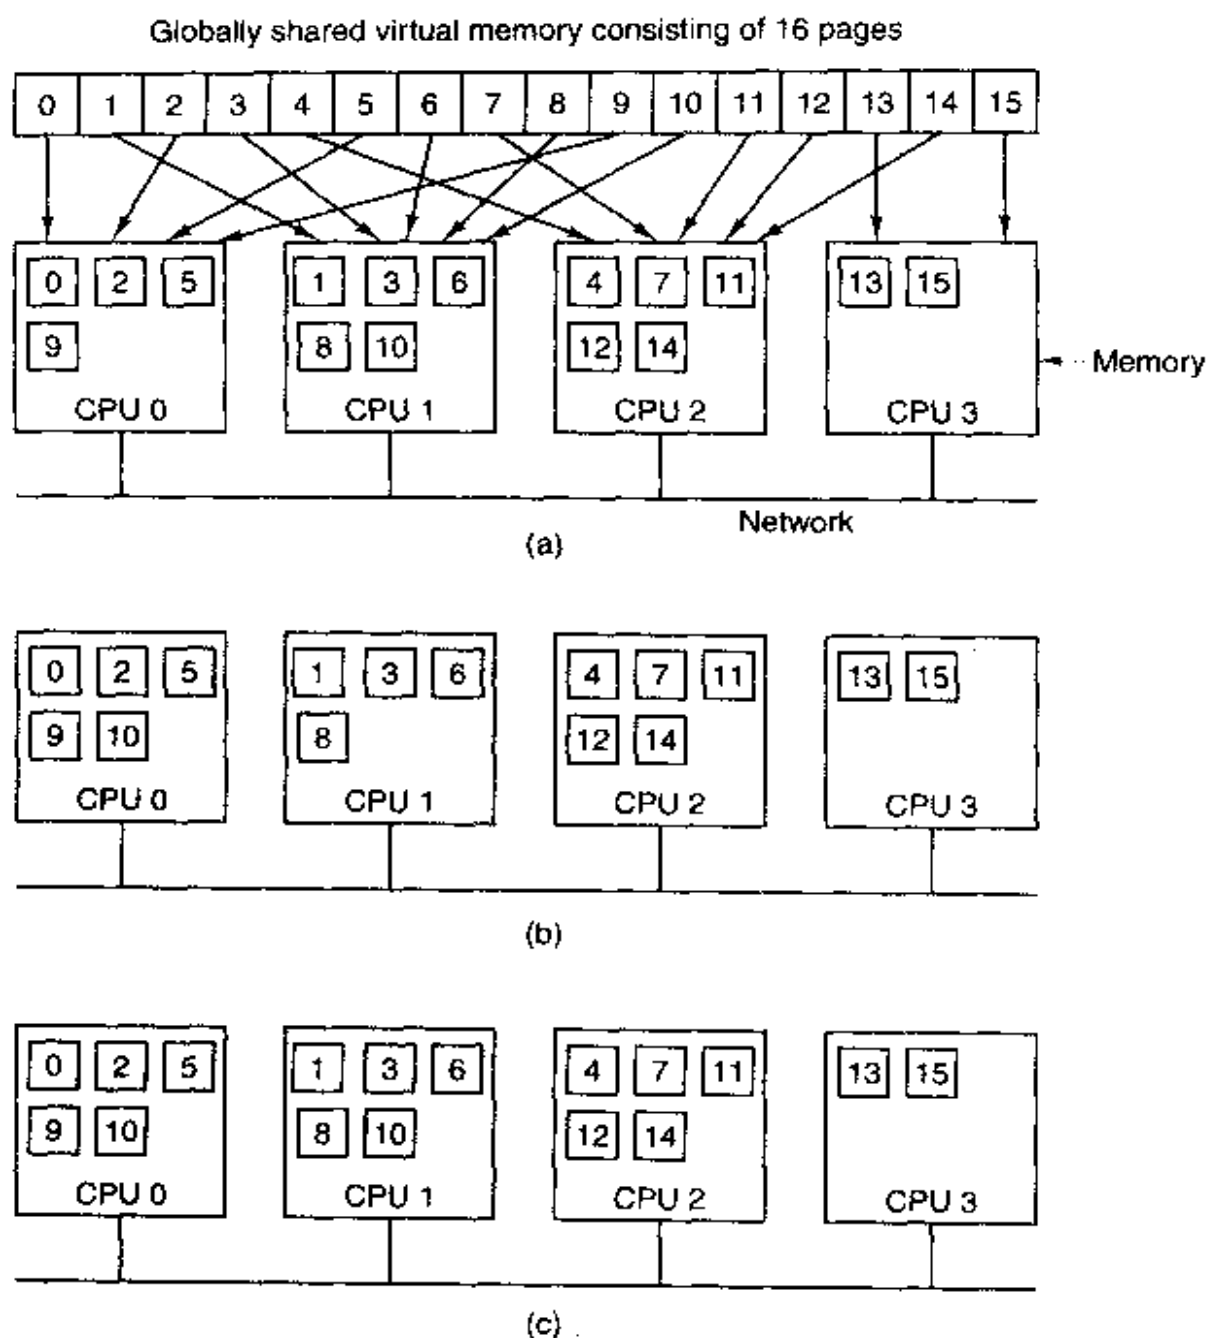 Globally shared virtual memory consisting of 16 pages
0 1 2 3 4 5 6 7 8 9 10 11 12 13 14 15
0 2 5 1 3 6 4 7 11 13 15
9 8 10 12 14
Memory
CPU 0 CPU 1 CPU 2 CPU 3
Network
(a)
0 2 5 1 3 6 4 7 11 13 15
9 10 8 12 14
CPU 0 CPU 1 CPU 2 CPU 3
(b)
0 2 5 1 3 6 4 7 11 13 15
9 10 8 10 12 14
CPU 0 CPU 1 CPU 2 CPU 3
(c)